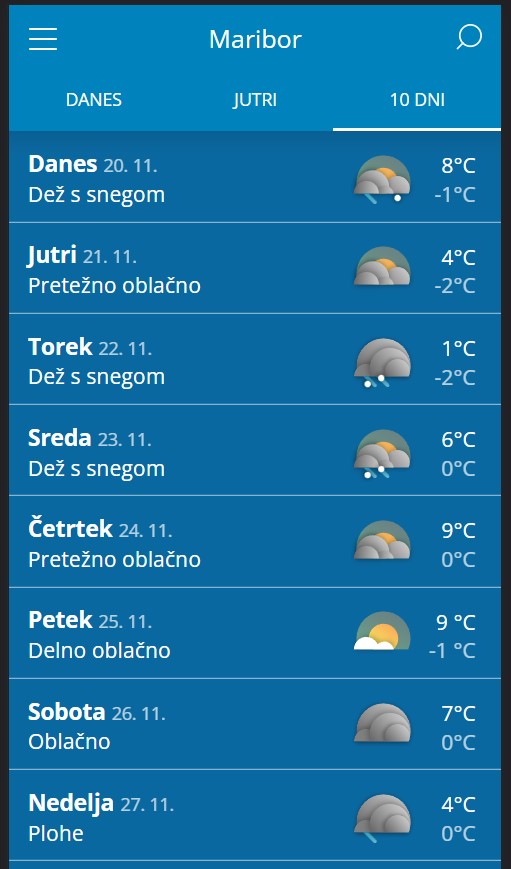 Maribor
DANES JUTRI 10 DNI
Danes 20. 11. 8°C
Dež s snegom -1°C
Jutri 21. 11. 4°C
Pretežno oblačno -2°C
Torek 22. 11. 1°C
Dež s snegom -2°C
Sreda 23. 11. 6°C
Dež s snegom 0°C
Četrtek 24. 11. 9°C
Pretežno oblačno 0°C
Petek 25. 11. 9 °C
Delno oblačno -1 °C
Sobota 26. 11. 7°C
Oblačno 0°C
Nedelja 27. 11. 4°C
Plohe 0°C